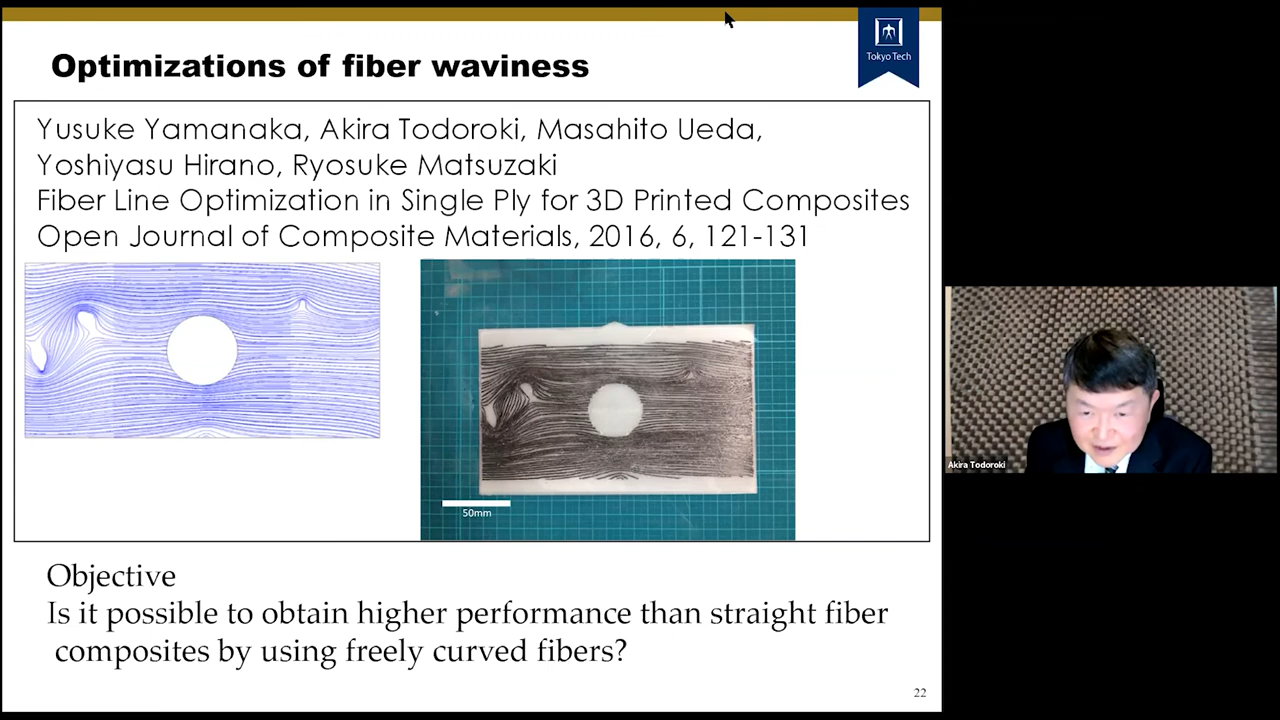 Optimizations of fiber waviness
Tokyo Tech
Yusuke Yamanaka, Akira Todoroki, Masahito Ueda,
Yoshiyasu Hirano, Ryosuke Matsuzaki
Fiber Line Optimization in Single Ply for 3D Printed Composites
Open Journal of Composite Materials, 2016, 6, 121-131
50mm
Objective
Is it possible to obtain higher performance than straight fiber
composites by using freely curved fibers?
22
Akira Todoroki